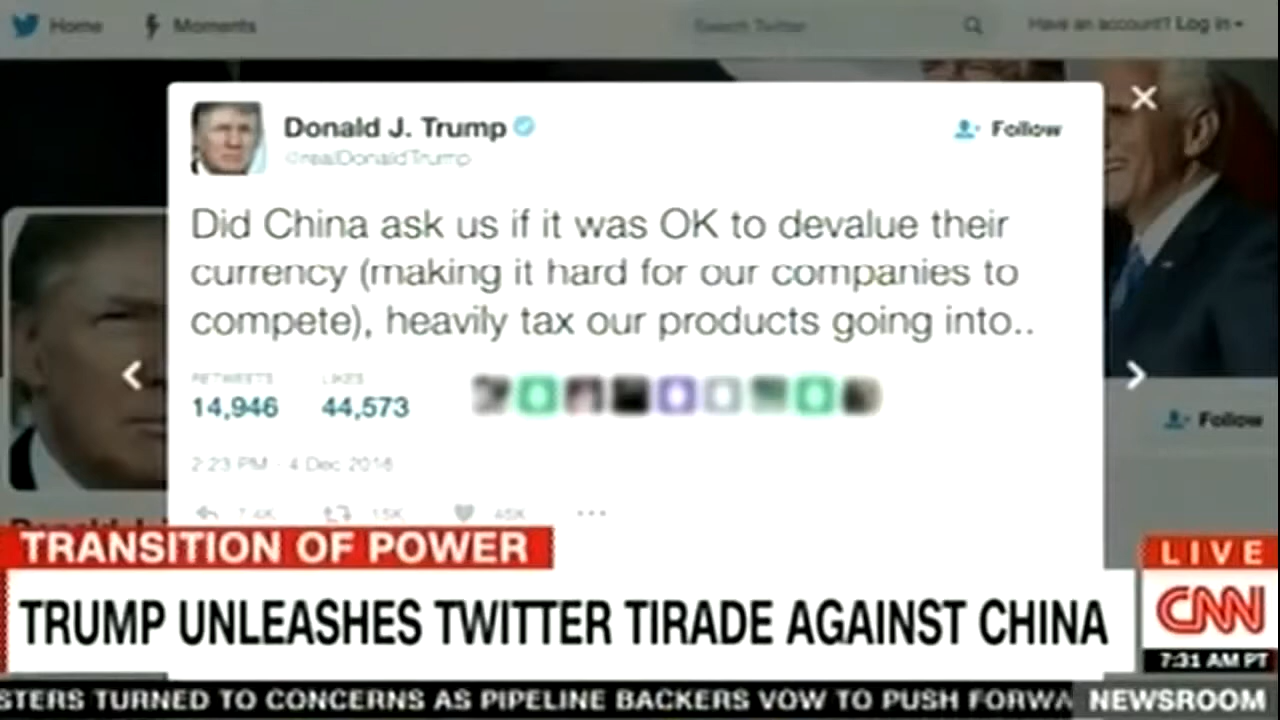 Home
Moments
Search Twitter
Have an account? Log in
Donald J. Trump
Follow
@realDonaldTrump
Did China ask us if it was OK to devalue their
currency (making it hard for our companies to
compete), heavily tax our products going into..
RETWEETS
LIKES
14,946
44,573
Follow
2:23 PM · 4 Dec 2016
7.4K
15K
45K
TRANSITION OF POWER
LIVE
TRUMP UNLEASHES TWITTER TIRADE AGAINST CHINA
CNN
7:31 AM PT
STERS TURNED TO CONCERNS AS PIPELINE BACKERS VOW TO PUSH FORWA
NEWSROOM